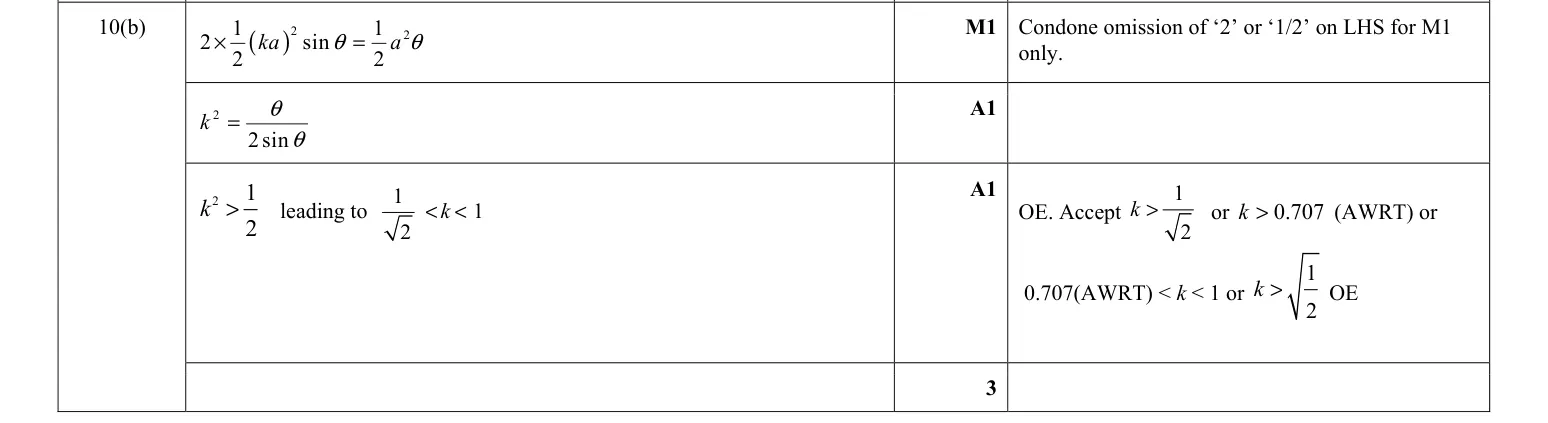 10(b) 2×1/2(ka)² sin θ = 1/2 a²θ M1 Condone omission of ‘2’ or ‘1/2’ on LHS for M1
only.
k² = θ/(2 sin θ) A1
k² > 1/2 leading to 1/√2 < k < 1 A1 OE. Accept k > 1/√2 or k > 0.707 (AWRT) or
0.707(AWRT) < k < 1 or k > √(1/2) OE
3